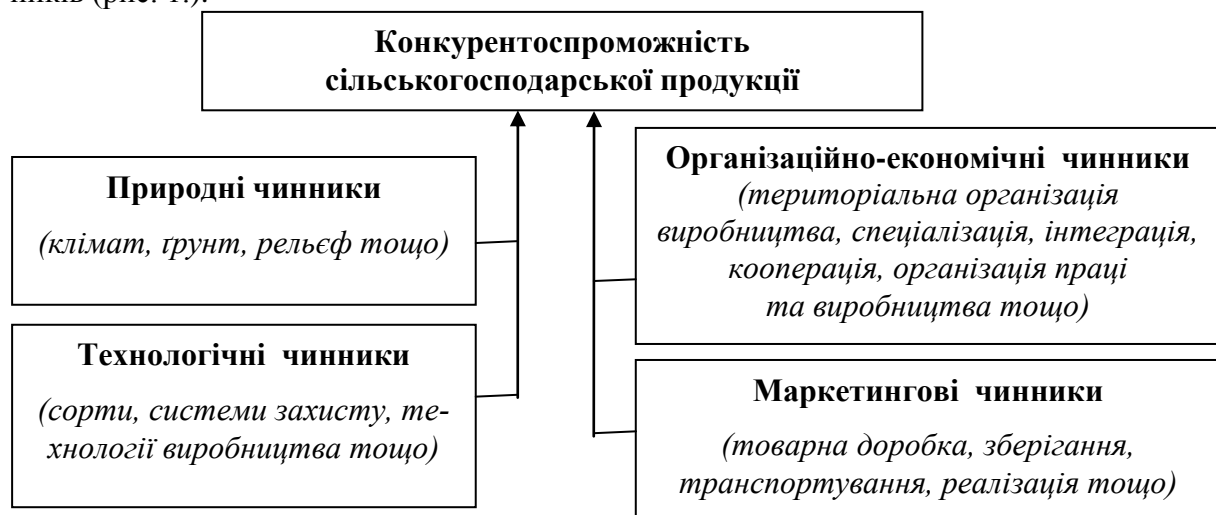 ників (рис. 1.).
Конкурентоспроможність
сільськогосподарської продукції
Природні чинники
(клімат, ґрунт, рельєф тощо)
Технологічні чинники
(сорти, системи захисту, те-
хнології виробництва тощо)
Організаційно-економічні чинники
(територіальна організація
виробництва, спеціалізація, інтеграція,
кооперація, організація праці
та виробництва тощо)
Маркетингові чинники
(товарна доробка, зберігання,
транспортування, реалізація тощо)